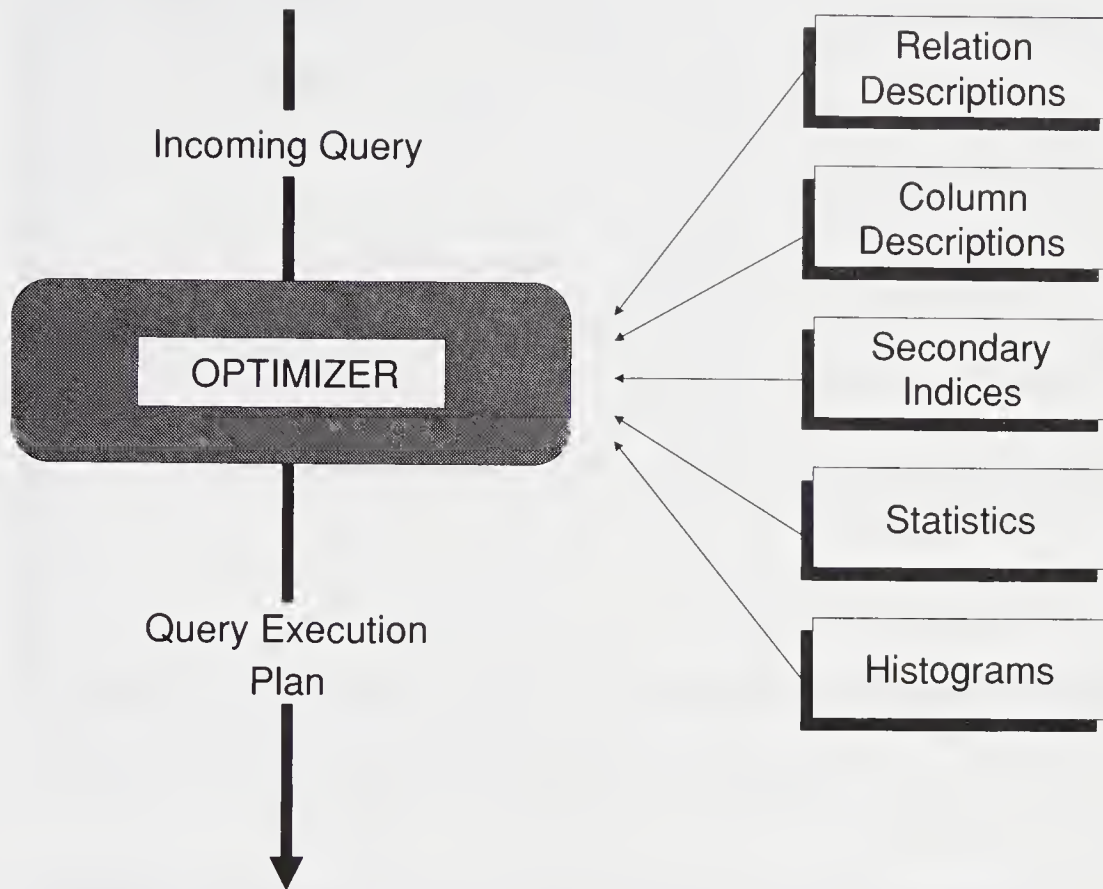 Incoming Query
OPTIMIZER
Query Execution
Plan
Relation
Descriptions
Column
Descriptions
Secondary
Indices
Statistics
Histograms